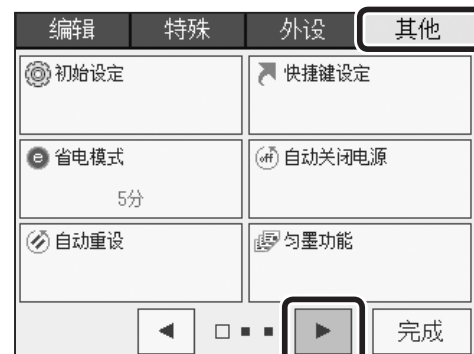 编辑 特殊 外设 其他
初始设定 快捷键设定
e 省电模式 off 自动关闭电源
5分
自动重设 匀墨功能
完成